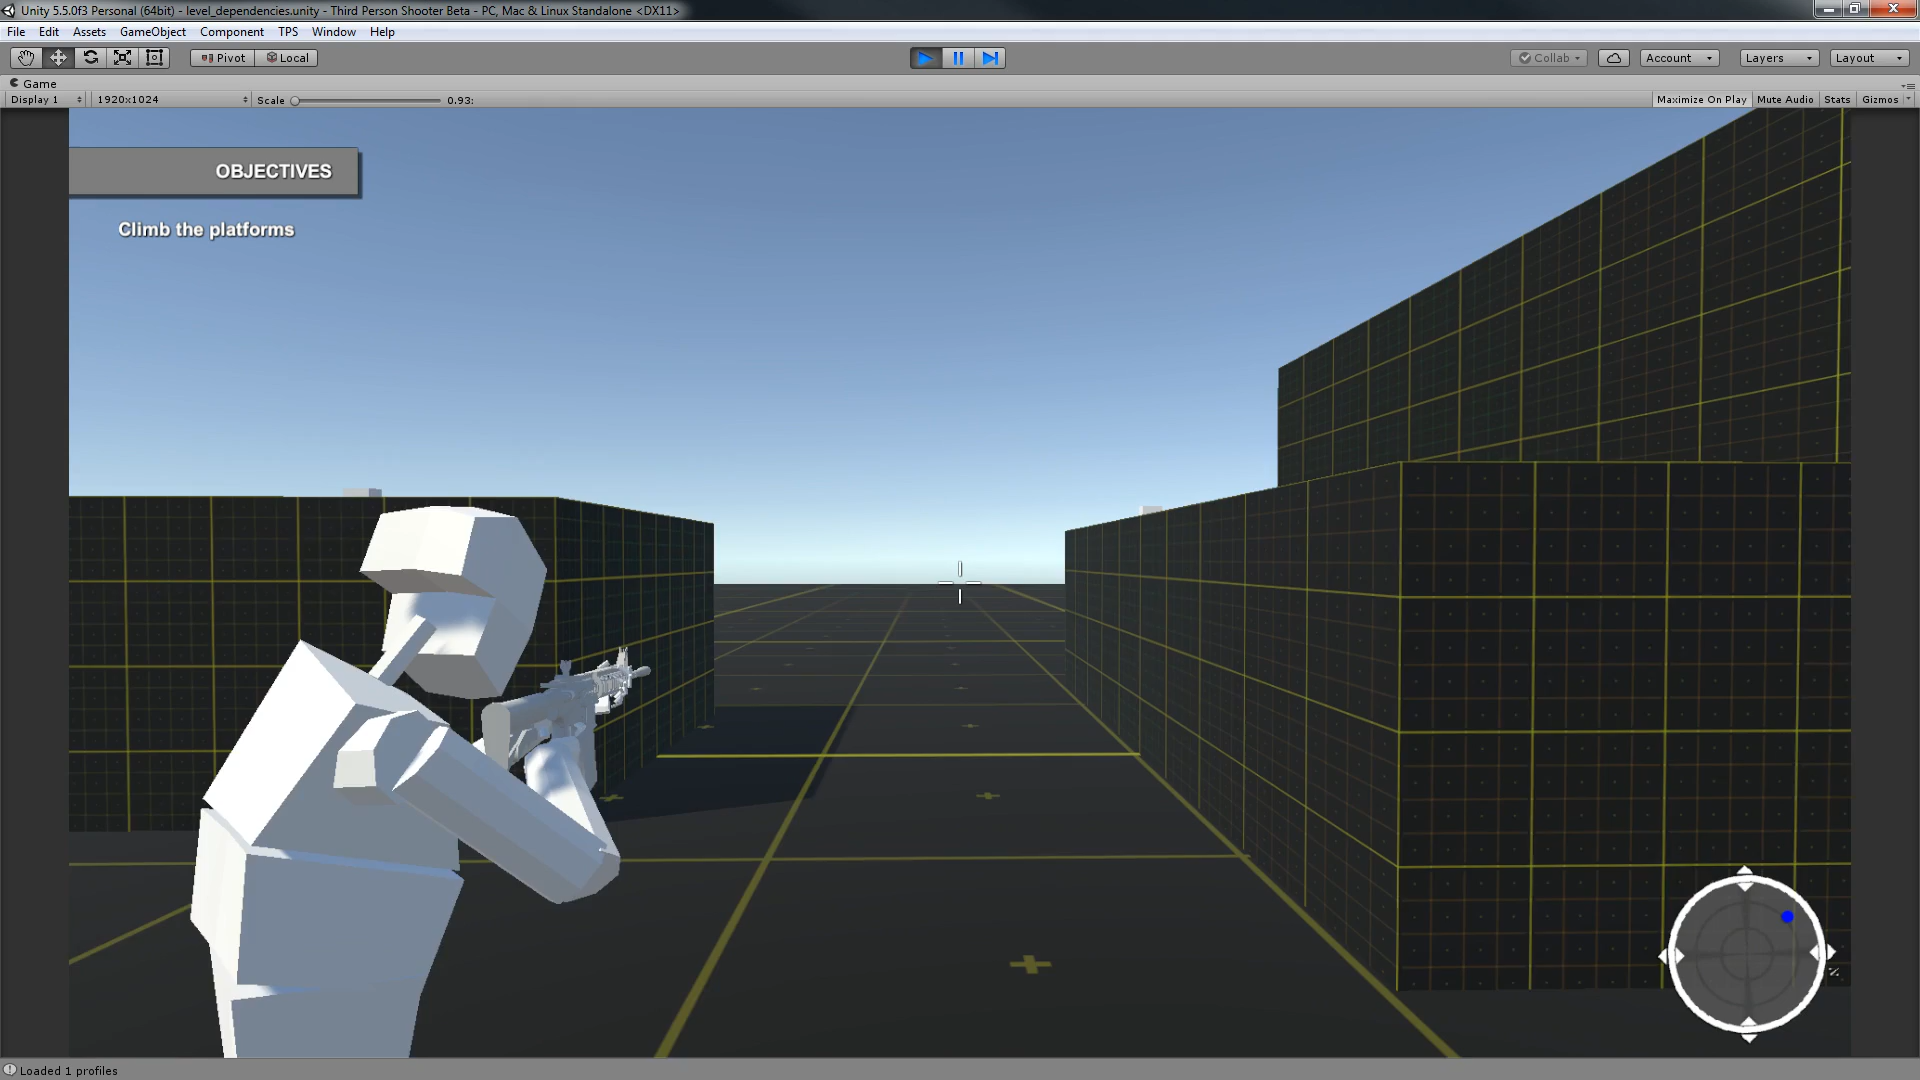 Unity 5.5.0f3 Personal (64bit) - level_dependencies.unity - Third Person Shooter Beta - PC, Mac & Linux Standalone <DX11>
File Edit Assets GameObject Component TPS Window Help
Pivot Local Collab Account Layers Layout
Game
Display 1 1920x1024 Scale 0.93: Maximize On Play Mute Audio Stats Gizmos
OBJECTIVES
Climb the platforms
Loaded 1 profiles